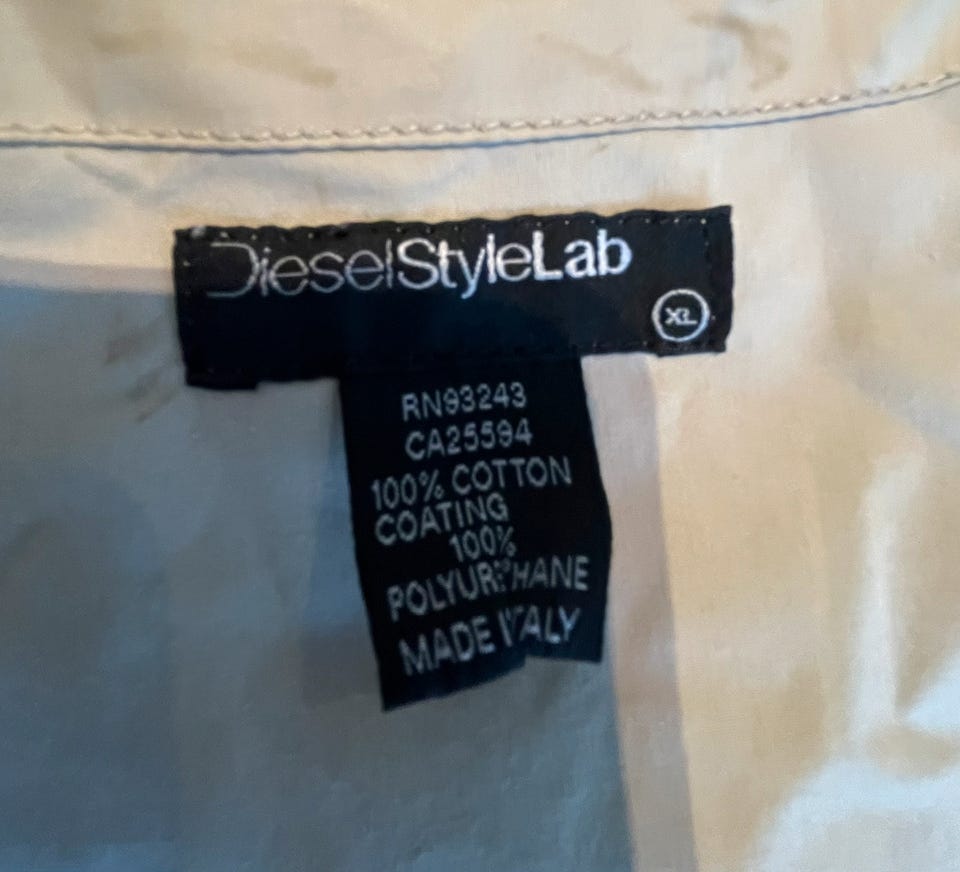 DieselStyleLab
XL
RN93243
CA25594
100% COTTON
COATING
100%
POLYURETHANE
MADE ITALY